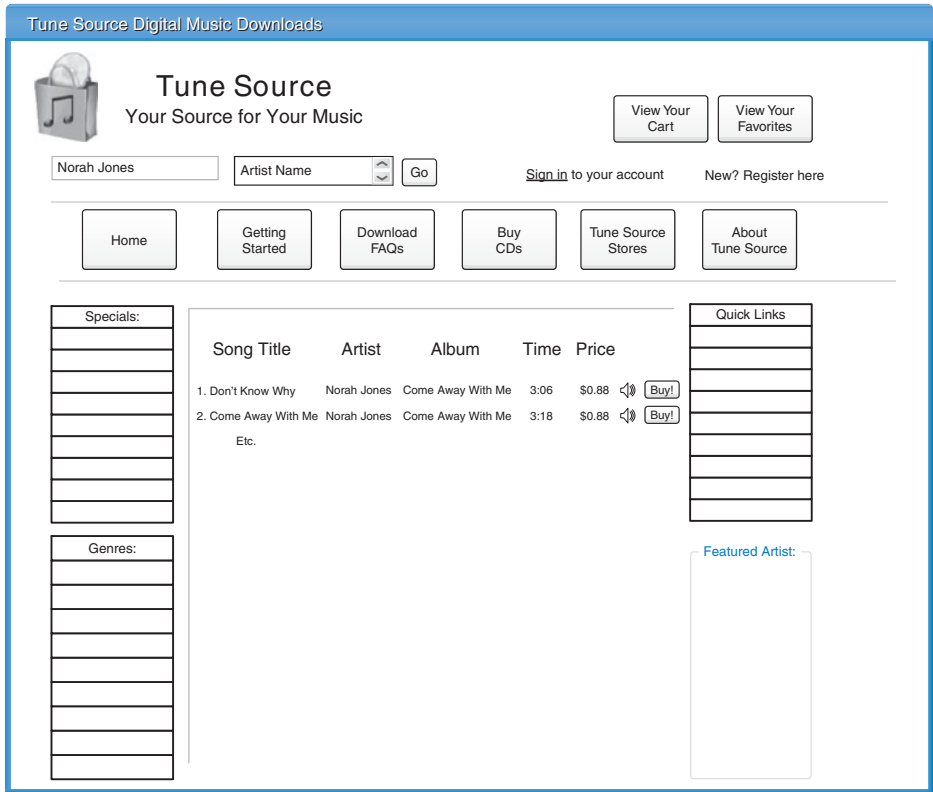 Tune Source Digital Music Downloads
Tune Source
Your Source for Your Music
View Your
Cart
View Your
Favorites
Norah Jones
Artist Name
Go
Sign in to your account
New? Register here
Home
Getting
Started
Download
FAQs
Buy
CDs
Tune Source
Stores
About
Tune Source
Specials:
Song Title Artist Album Time Price
1. Don't Know Why Norah Jones Come Away With Me 3:06 $0.88 Buy!
2. Come Away With Me Norah Jones Come Away With Me 3:18 $0.88 Buy!
Etc.
Quick Links
Genres:
Featured Artist: